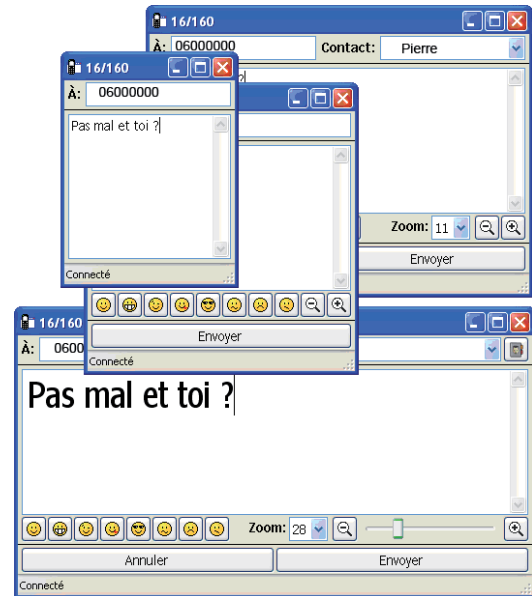 16/160
À: 06000000 Contact: Pierre
Zoom: 11
Envoyer
16/160
À: 06000000
Pas mal et toi ?
Connecté
Envoyer
Connecté
16/160
À: 0600
Pas mal et toi ?
Zoom: 28
Annuler Envoyer
Connecté